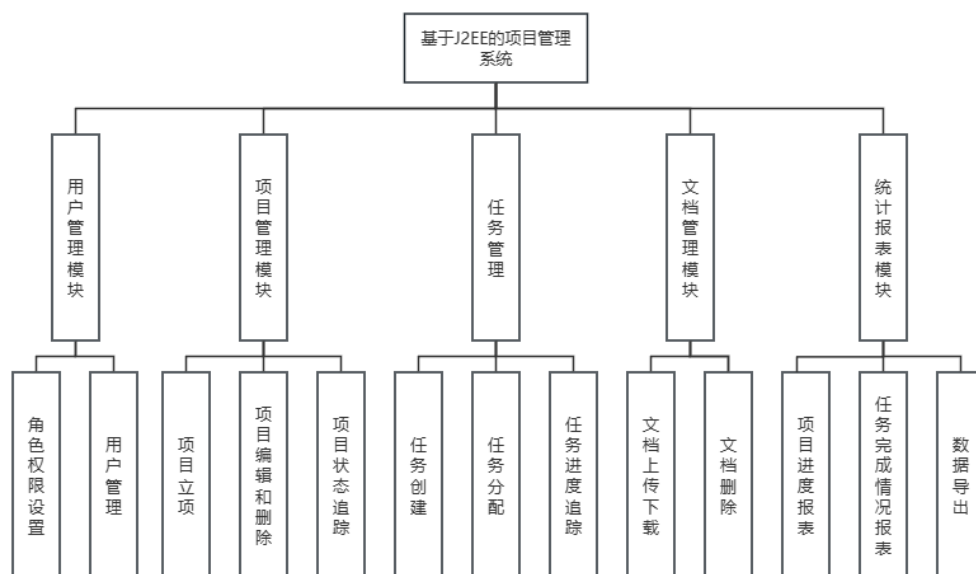 基于J2EE的项目管理
系统
用户管理模块
项目管理模块
任务管理
文档管理模块
统计报表模块
角色权限设置
用户管理
项目立项
项目编辑和删除
项目状态追踪
任务创建
任务分配
任务进度追踪
文档上传下载
文档删除
项目进度报表
任务完成情况报表
数据导出